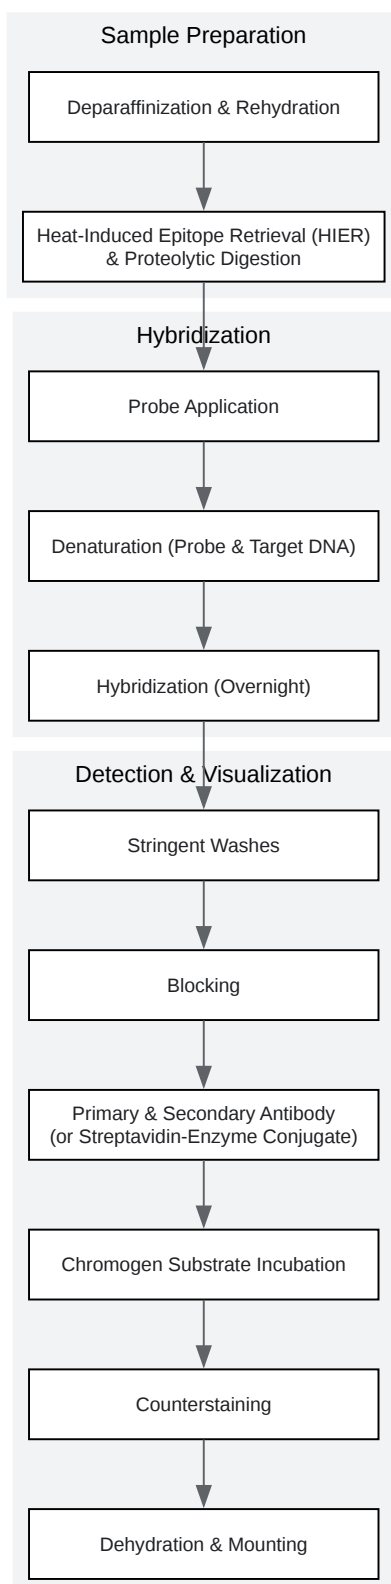 Sample Preparation
Deparaffinization & Rehydration
Heat-Induced Epitope Retrieval (HIER)
& Proteolytic Digestion
Hybridization
Probe Application
Denaturation (Probe & Target DNA)
Hybridization (Overnight)
Detection & Visualization
Stringent Washes
Blocking
Primary & Secondary Antibody
(or Streptavidin-Enzyme Conjugate)
Chromogen Substrate Incubation
Counterstaining
Dehydration & Mounting